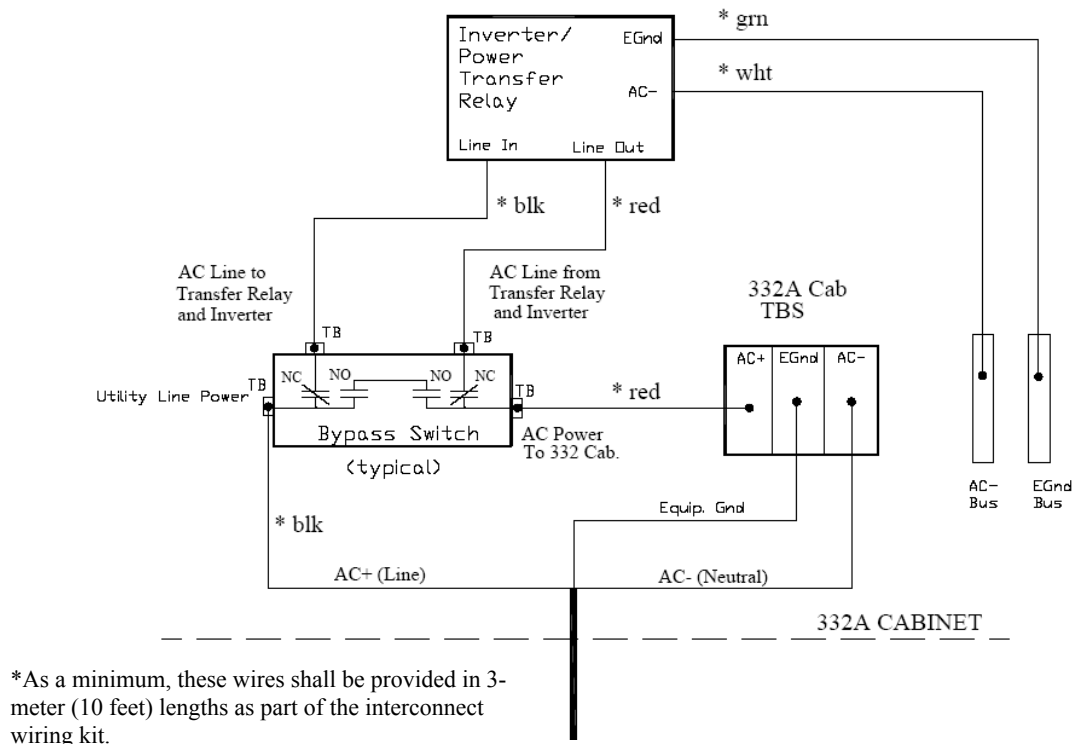 * grn
Inverter/
Power
Transfer
Relay
EGnd
* wht
AC-
Line In
Line Out
* blk
* red
AC Line to
Transfer Relay
and Inverter
AC Line from
Transfer Relay
and Inverter
332A Cab
TBS
TB
TB
AC+
EGnd
AC-
NC
NO
NO
NC
Utility Line Power
TB
TB
* red
Bypass Switch
(typical)
AC Power
To 332 Cab.
AC-
Bus
EGnd
Bus
Equip. Gnd
* blk
AC+ (Line)
AC- (Neutral)
332A CABINET
*As a minimum, these wires shall be provided in 3-
meter (10 feet) lengths as part of the interconnect
wiring kit.